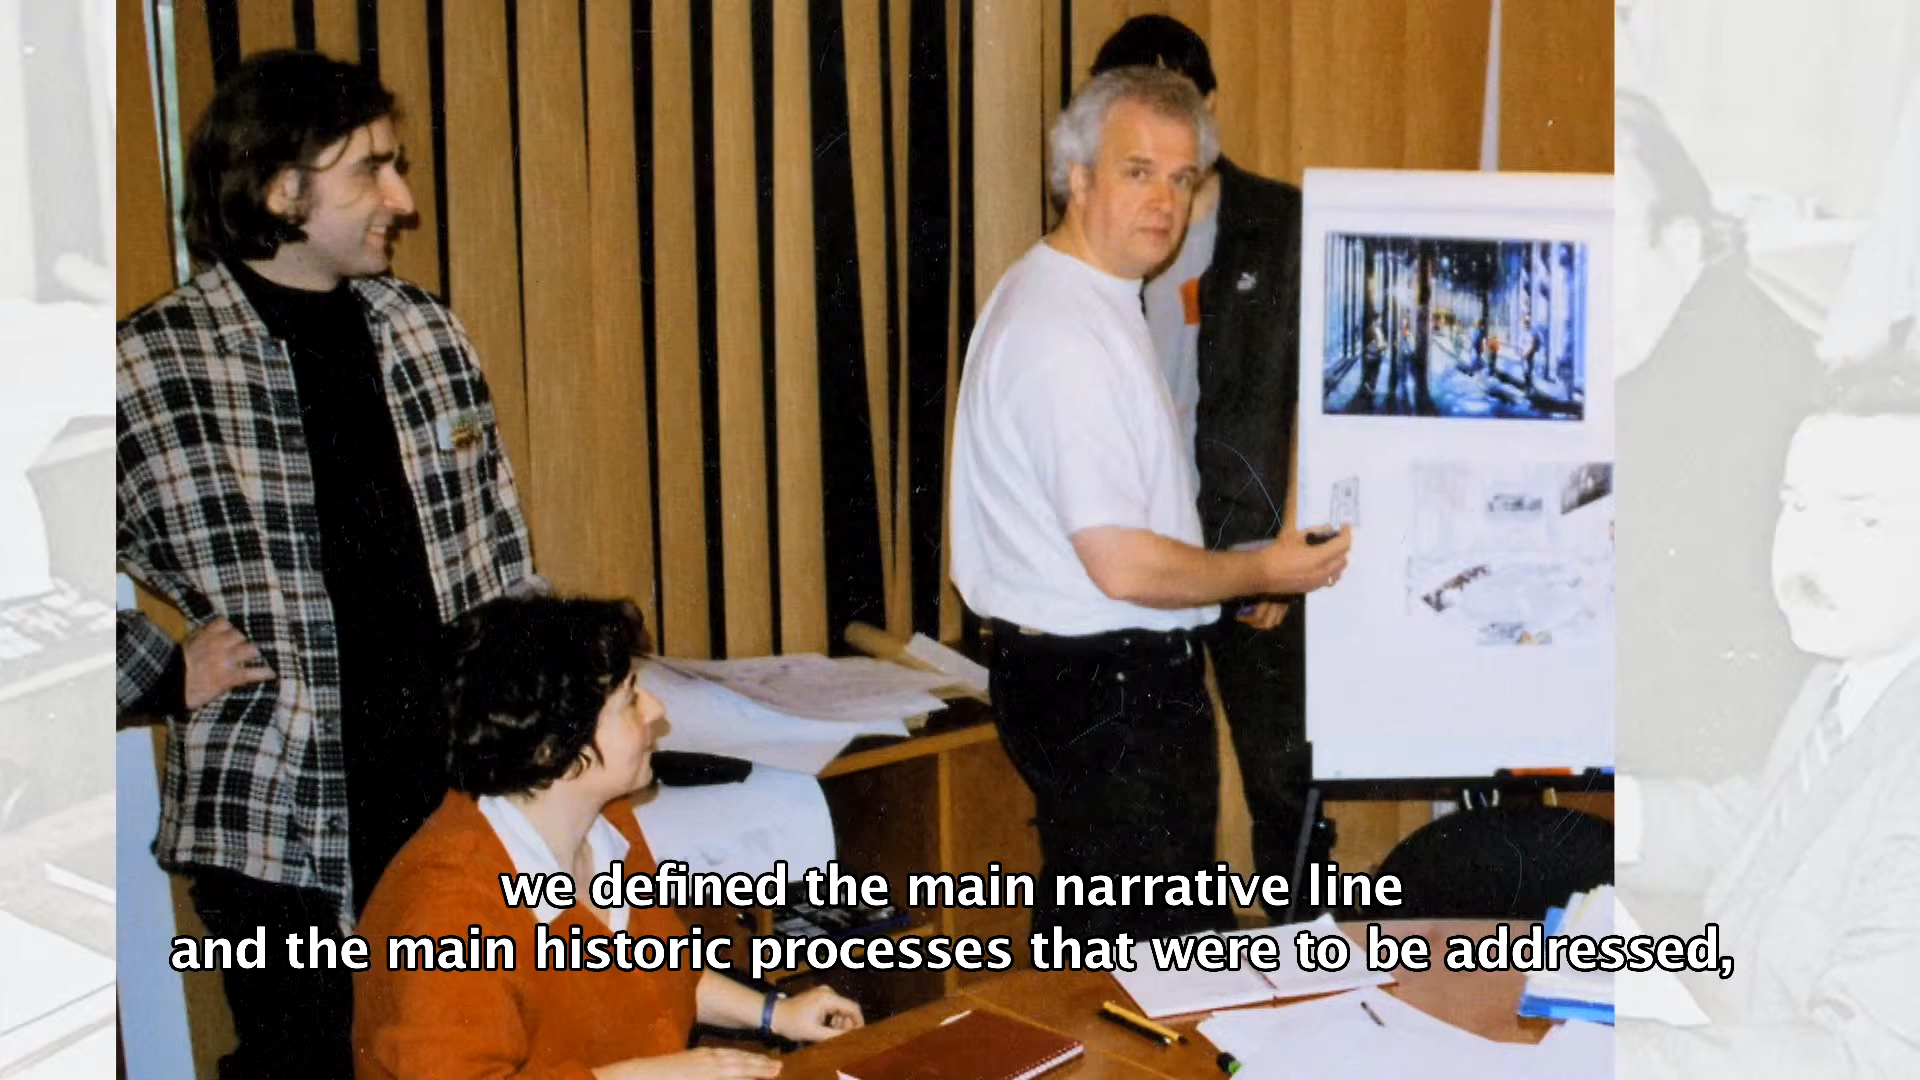 we defined the main narrative line
and the main historic processes that were to be addressed,